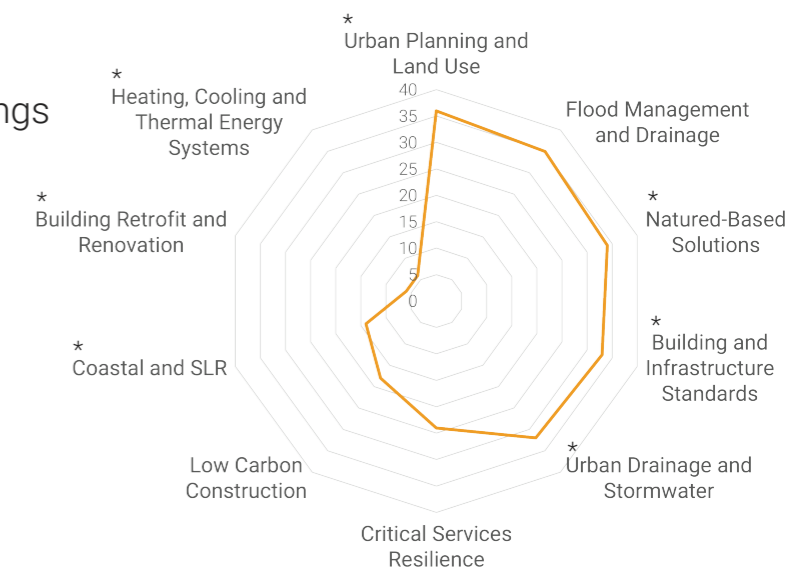 *
Urban Planning and
Land Use
*
Heating, Cooling and
Thermal Energy
Systems
ngs
Flood Management
and Drainage
*
Building Retrofit and
Renovation
*
Natured-Based
Solutions
*
Coastal and SLR
*
Building and
Infrastructure
Standards
Low Carbon
Construction
*
Urban Drainage and
Stormwater
Critical Services
Resilience
40
35
30
25
20
15
10
5
0